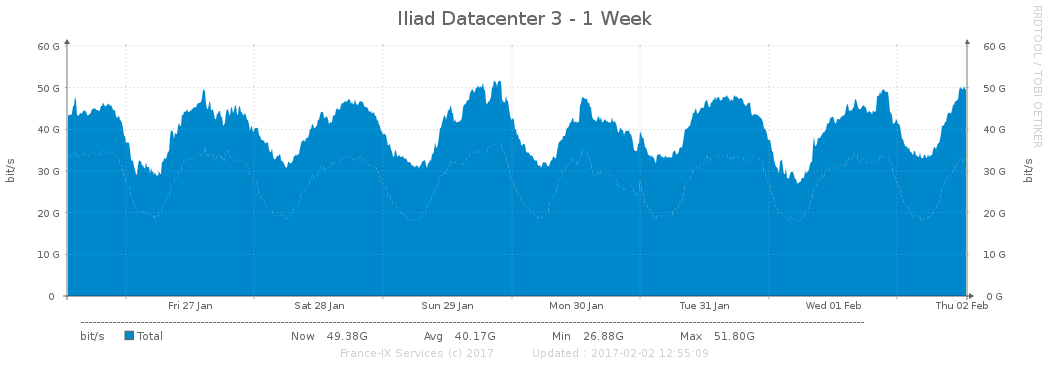 Iliad Datacenter 3 - 1 Week
RRDTOOL / TOBI OETIKER
bit/s
60 G
50 G
40 G
30 G
20 G
10 G
0
60 G
50 G
40 G
30 G
20 G
10 G
0 G
bit/s
Fri 27 Jan Sat 28 Jan Sun 29 Jan Mon 30 Jan Tue 31 Jan Wed 01 Feb Thu 02 Feb
bit/s Total Now 49.38G Avg 40.17G Min 26.88G Max 51.80G
France-IX Services (c) 2017 Updated : 2017-02-02 12:55:09